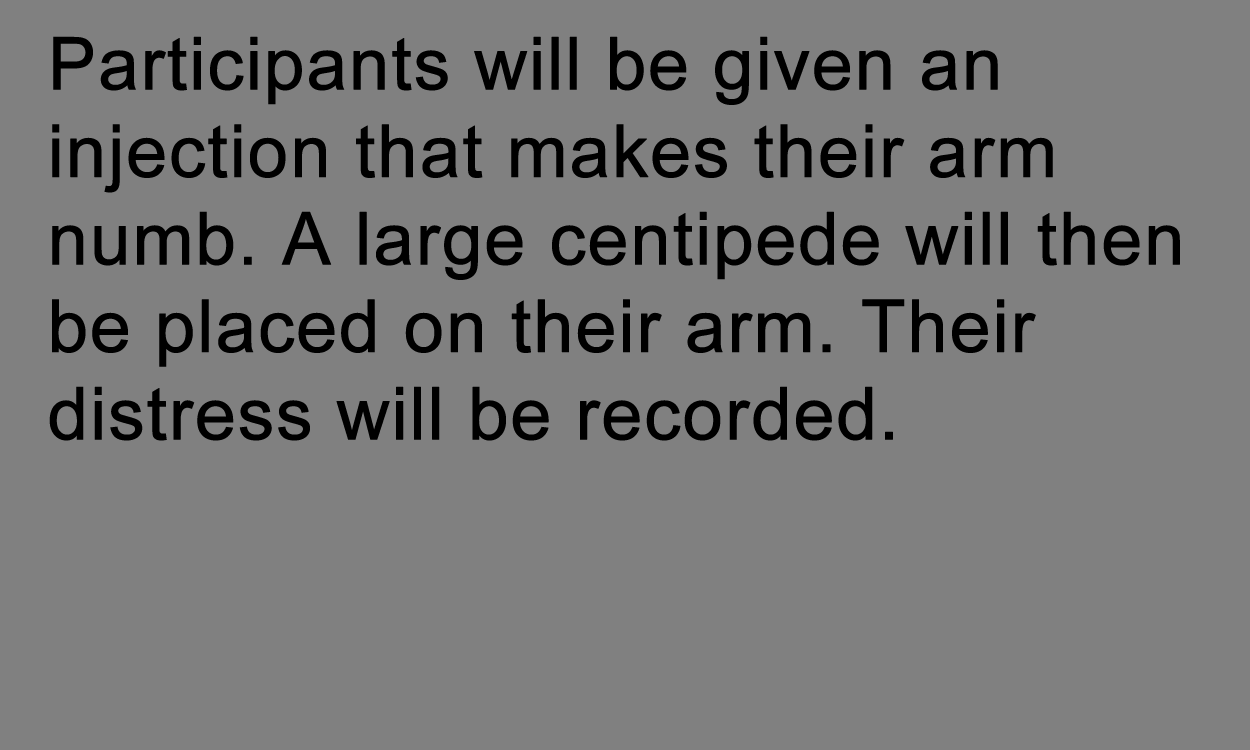 Participants will be given an
injection that makes their arm
numb. A large centipede will then
be placed on their arm. Their
distress will be recorded.